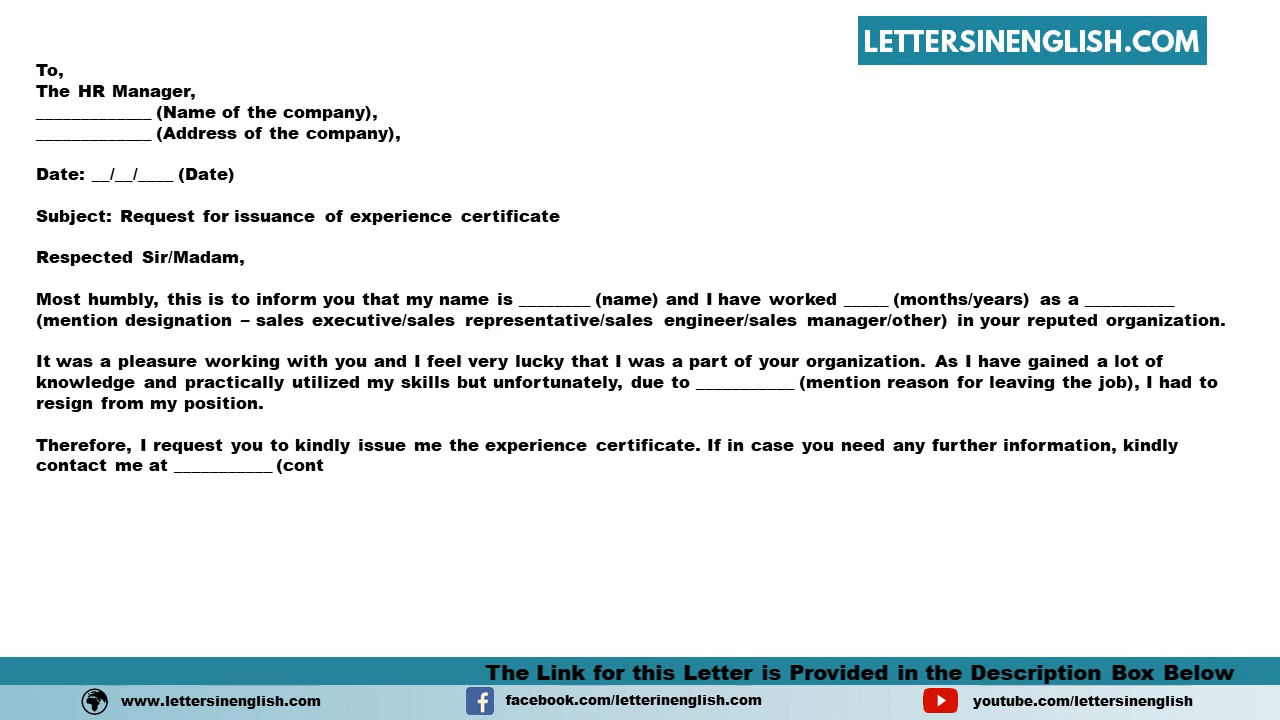 LETTERSINENGLISH.COM
To,
The HR Manager,
_____________ (Name of the company),
_____________ (Address of the company),
Date: __/__/____ (Date)
Subject: Request for issuance of experience certificate
Respected Sir/Madam,
Most humbly, this is to inform you that my name is ________ (name) and I have worked _____ (months/years) as a __________
(mention designation – sales executive/sales representative/sales engineer/sales manager/other) in your reputed organization.
It was a pleasure working with you and I feel very lucky that I was a part of your organization. As I have gained a lot of
knowledge and practically utilized my skills but unfortunately, due to ___________ (mention reason for leaving the job), I had to
resign from my position.
Therefore, I request you to kindly issue me the experience certificate. If in case you need any further information, kindly
contact me at ___________ (cont
The Link for this Letter is Provided in the Description Box Below
www.lettersinenglish.com
facebook.com/letterinenglish.com
youtube.com/lettersinenglish